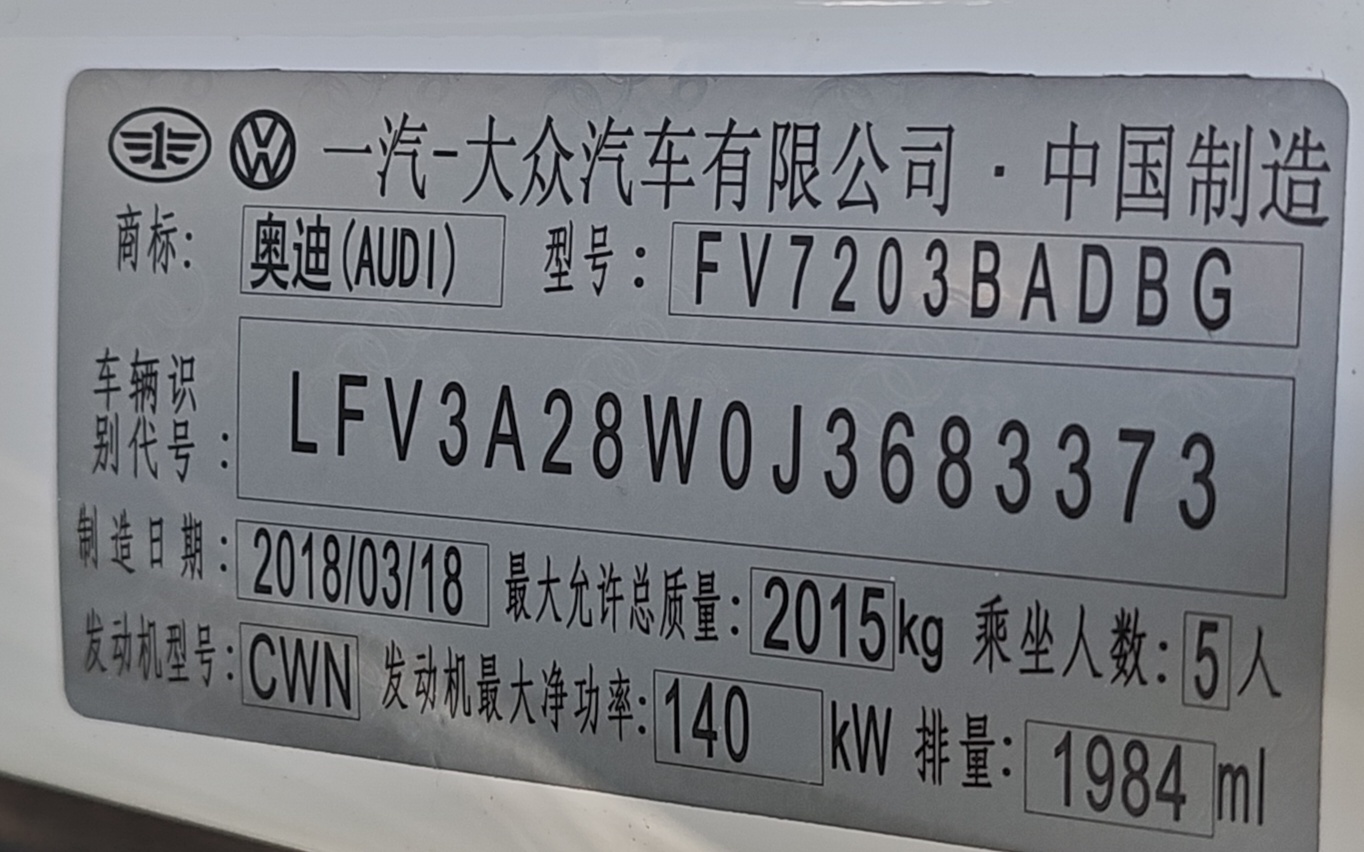 一汽-大众汽车有限公司·中国制造
商标: 奥迪(AUDI) 型号: FV7203BADBG
车辆识
别代号: LFV3A28W0J3683373
制造日期: 2018/03/18 最大允许总质量: 2015kg 乘坐人数: 5人
发动机型号: CWN 发动机最大净功率: 140 kW 排量: 1984 ml